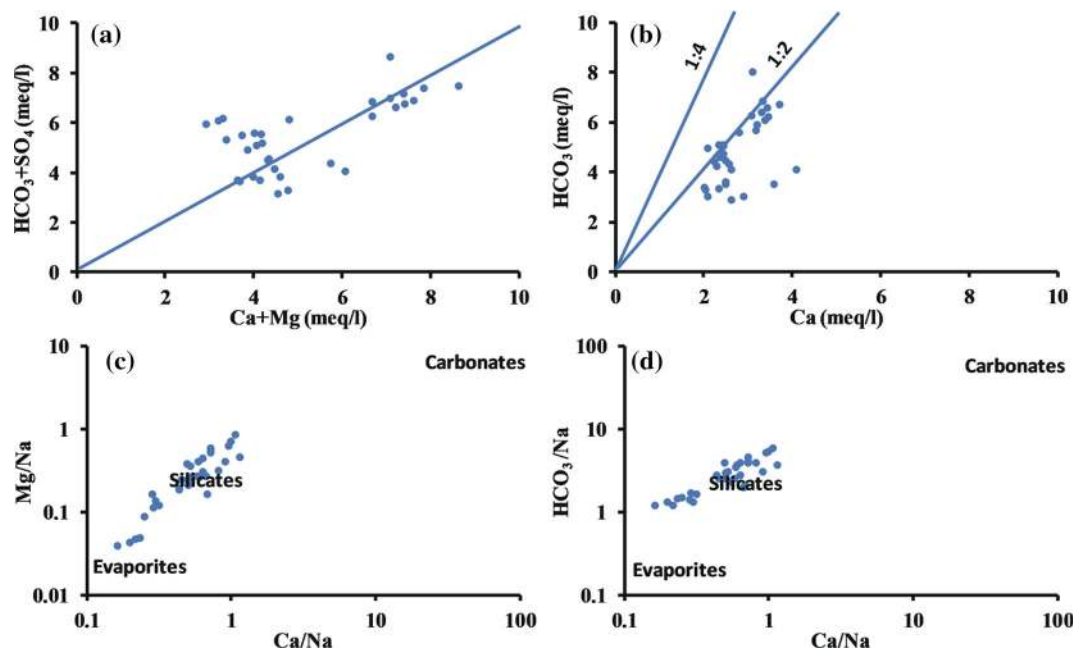 (a)
HCO3+SO4 (meq/l)
10
8
6
4
2
0
0 2 4 6 8 10
Ca+Mg (meq/l)
(b)
1:4
1:2
HCO3 (meq/l)
10
8
6
4
2
0
0 2 4 6 8 10
Ca (meq/l)
(c)
Carbonates
Silicates
Evaporites
Mg/Na
10
1
0.1
0.01
0.1 1 10 100
Ca/Na
(d)
Carbonates
Silicates
Evaporites
HCO3/Na
100
10
1
0.1
0.1 1 10 100
Ca/Na